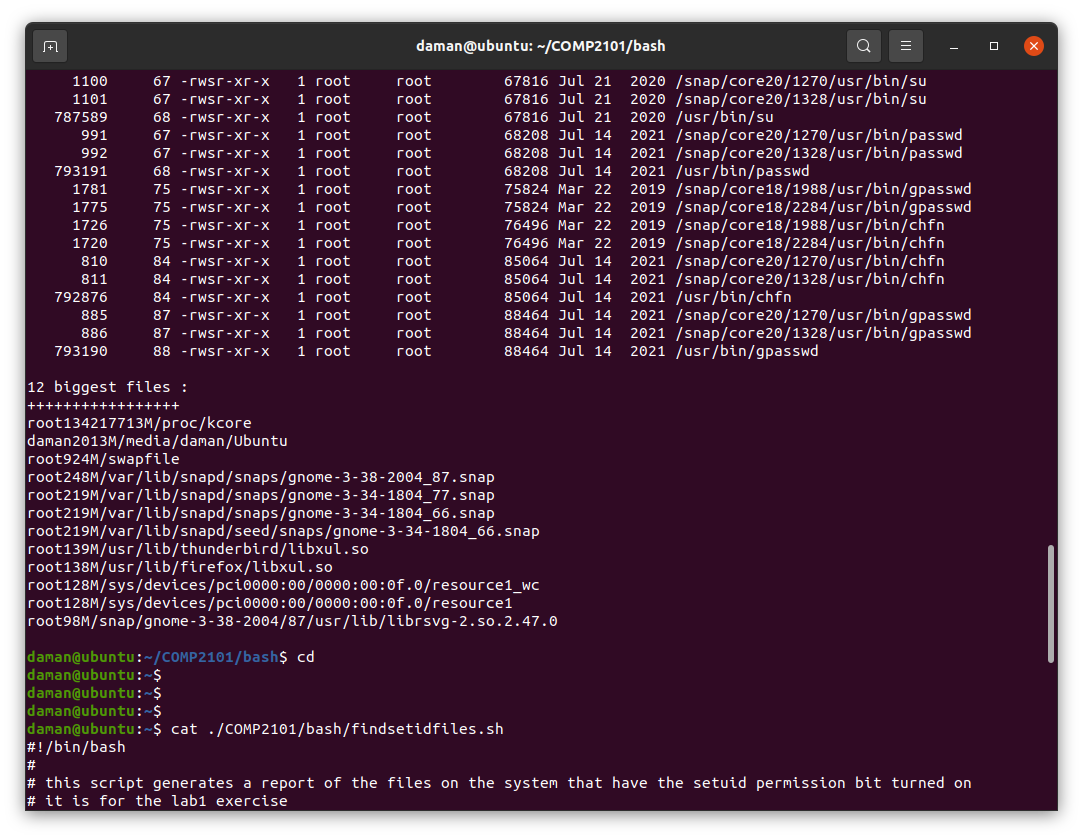 daman@ubuntu: ~/COMP2101/bash
1100 67 -rwsr-xr-x 1 root root 67816 Jul 21 2020 /snap/core20/1270/usr/bin/su
1101 67 -rwsr-xr-x 1 root root 67816 Jul 21 2020 /snap/core20/1328/usr/bin/su
787589 68 -rwsr-xr-x 1 root root 67816 Jul 21 2020 /usr/bin/su
991 67 -rwsr-xr-x 1 root root 68208 Jul 14 2021 /snap/core20/1270/usr/bin/passwd
992 67 -rwsr-xr-x 1 root root 68208 Jul 14 2021 /snap/core20/1328/usr/bin/passwd
793191 68 -rwsr-xr-x 1 root root 68208 Jul 14 2021 /usr/bin/passwd
1781 75 -rwsr-xr-x 1 root root 75824 Mar 22 2019 /snap/core18/1988/usr/bin/gpasswd
1775 75 -rwsr-xr-x 1 root root 75824 Mar 22 2019 /snap/core18/2284/usr/bin/gpasswd
1726 75 -rwsr-xr-x 1 root root 76496 Mar 22 2019 /snap/core18/1988/usr/bin/chfn
1720 75 -rwsr-xr-x 1 root root 76496 Mar 22 2019 /snap/core18/2284/usr/bin/chfn
810 84 -rwsr-xr-x 1 root root 85064 Jul 14 2021 /snap/core20/1270/usr/bin/chfn
811 84 -rwsr-xr-x 1 root root 85064 Jul 14 2021 /snap/core20/1328/usr/bin/chfn
792876 84 -rwsr-xr-x 1 root root 85064 Jul 14 2021 /usr/bin/chfn
885 87 -rwsr-xr-x 1 root root 88464 Jul 14 2021 /snap/core20/1270/usr/bin/gpasswd
886 87 -rwsr-xr-x 1 root root 88464 Jul 14 2021 /snap/core20/1328/usr/bin/gpasswd
793190 88 -rwsr-xr-x 1 root root 88464 Jul 14 2021 /usr/bin/gpasswd
12 biggest files :
+++++++++++++++++
root134217713M/proc/kcore
daman2013M/media/daman/Ubuntu
root924M/swapfile
root248M/var/lib/snapd/snaps/gnome-3-38-2004_87.snap
root219M/var/lib/snapd/snaps/gnome-3-34-1804_77.snap
root219M/var/lib/snapd/snaps/gnome-3-34-1804_66.snap
root219M/var/lib/snapd/seed/snaps/gnome-3-34-1804_66.snap
root139M/usr/lib/thunderbird/libxul.so
root138M/usr/lib/firefox/libxul.so
root128M/sys/devices/pci0000:00/0000:00:0f.0/resource1_wc
root128M/sys/devices/pci0000:00/0000:00:0f.0/resource1
root98M/snap/gnome-3-38-2004/87/usr/lib/librsvg-2.so.2.47.0
daman@ubuntu:~/COMP2101/bash$ cd
daman@ubuntu:~$
daman@ubuntu:~$
daman@ubuntu:~$
daman@ubuntu:~$ cat ./COMP2101/bash/findsetidfiles.sh
#!/bin/bash
#
# this script generates a report of the files on the system that have the setuid permission bit turned on
# it is for the lab1 exercise